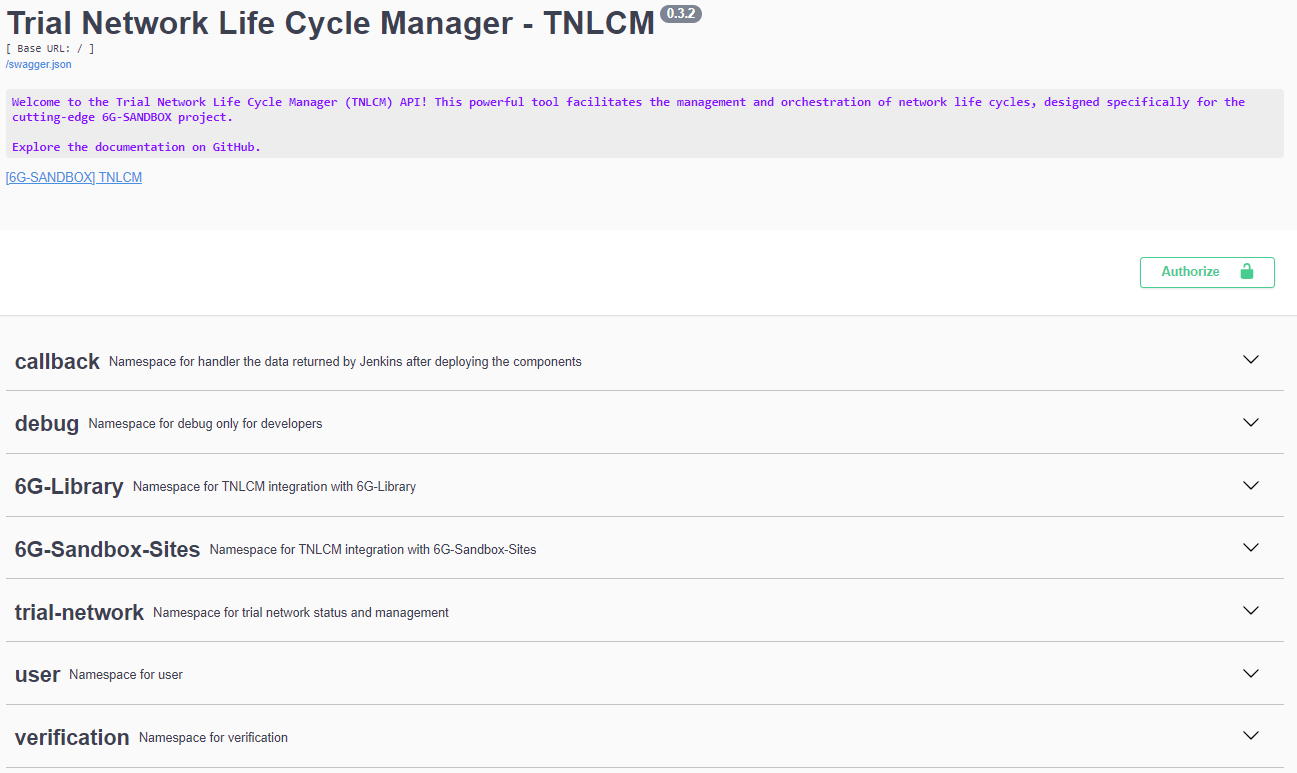 Trial Network Life Cycle Manager - TNLCM 0.3.2
[ Base URL: / ]
/swagger.json
Welcome to the Trial Network Life Cycle Manager (TNLCM) API! This powerful tool facilitates the management and orchestration of network life cycles, designed specifically for the
cutting-edge 6G-SANDBOX project.
Explore the documentation on GitHub.
[6G-SANDBOX] TNLCM
Authorize
callback Namespace for handler the data returned by Jenkins after deploying the components
debug Namespace for debug only for developers
6G-Library Namespace for TNLCM integration with 6G-Library
6G-Sandbox-Sites Namespace for TNLCM integration with 6G-Sandbox-Sites
trial-network Namespace for trial network status and management
user Namespace for user
verification Namespace for verification